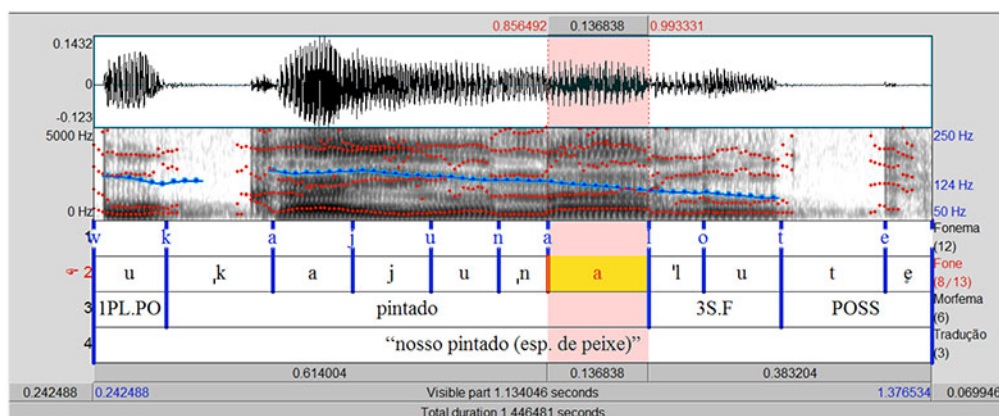 0.856492 0.136838 0.993331
0.1432
0
-0.123
5000 Hz 250 Hz
124 Hz
0 Hz 50 Hz
1 w k a j u n a l o t e Fonema (12)
2 u ˌk a j u ˌn a ˈl u t e̥ Fone (8/13)
3 1PL.PO pintado 3S.F POSS Morfema (6)
4 “nosso pintado (esp. de peixe)” Tradução (3)
0.614004 0.136838 0.383204
0.242488 0.242488 Visible part 1.134046 seconds 1.376534 0.069946
Total duration 1.446481 seconds